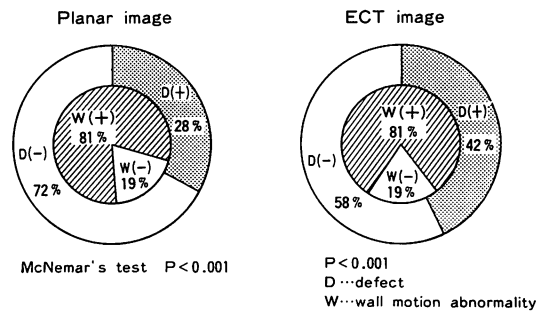 Planar image
W(+)
81%
D(+)
28%
D(-)
72%
W(-)
19%
McNemar's test P<0.001
ECT image
W(+)
81%
D(+)
42%
D(-)
58%
W(-)
19%
P<0.001
D…defect
W…wall motion abnormality